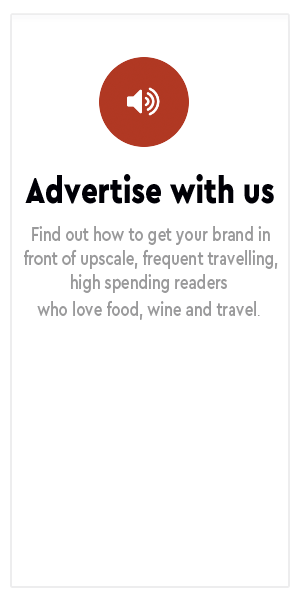 Advertise with us
Find out how to get your brand in
front of upscale, frequent travelling,
high spending readers
who love food, wine and travel.